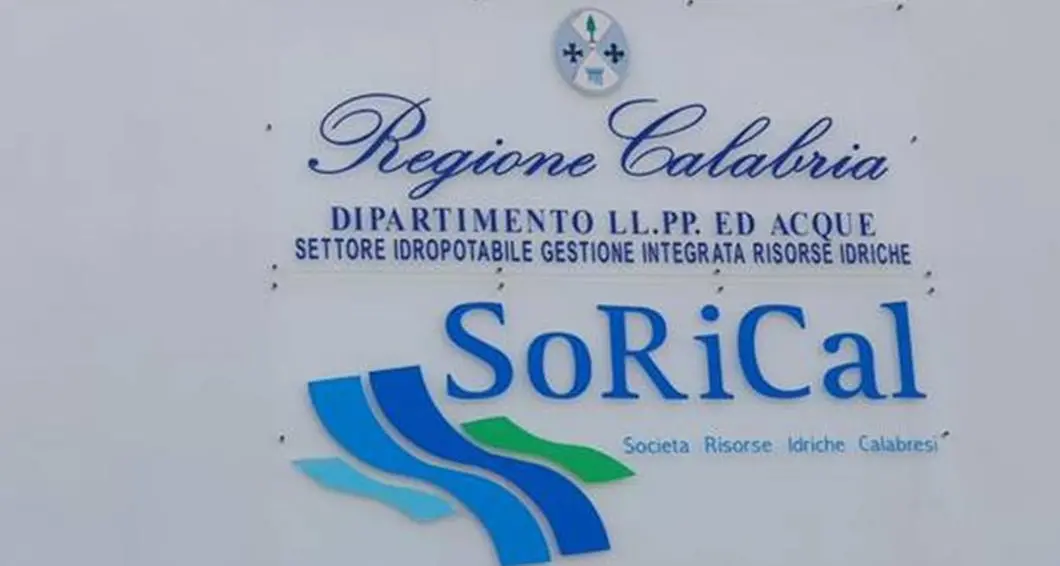 Regione Calabria
DIPARTIMENTO LL.PP. ED ACQUE
SETTORE IDROPOTABILE GESTIONE INTEGRATA RISORSE IDRICHE
SoRiCal
Societa Risorse Idriche Calabresi